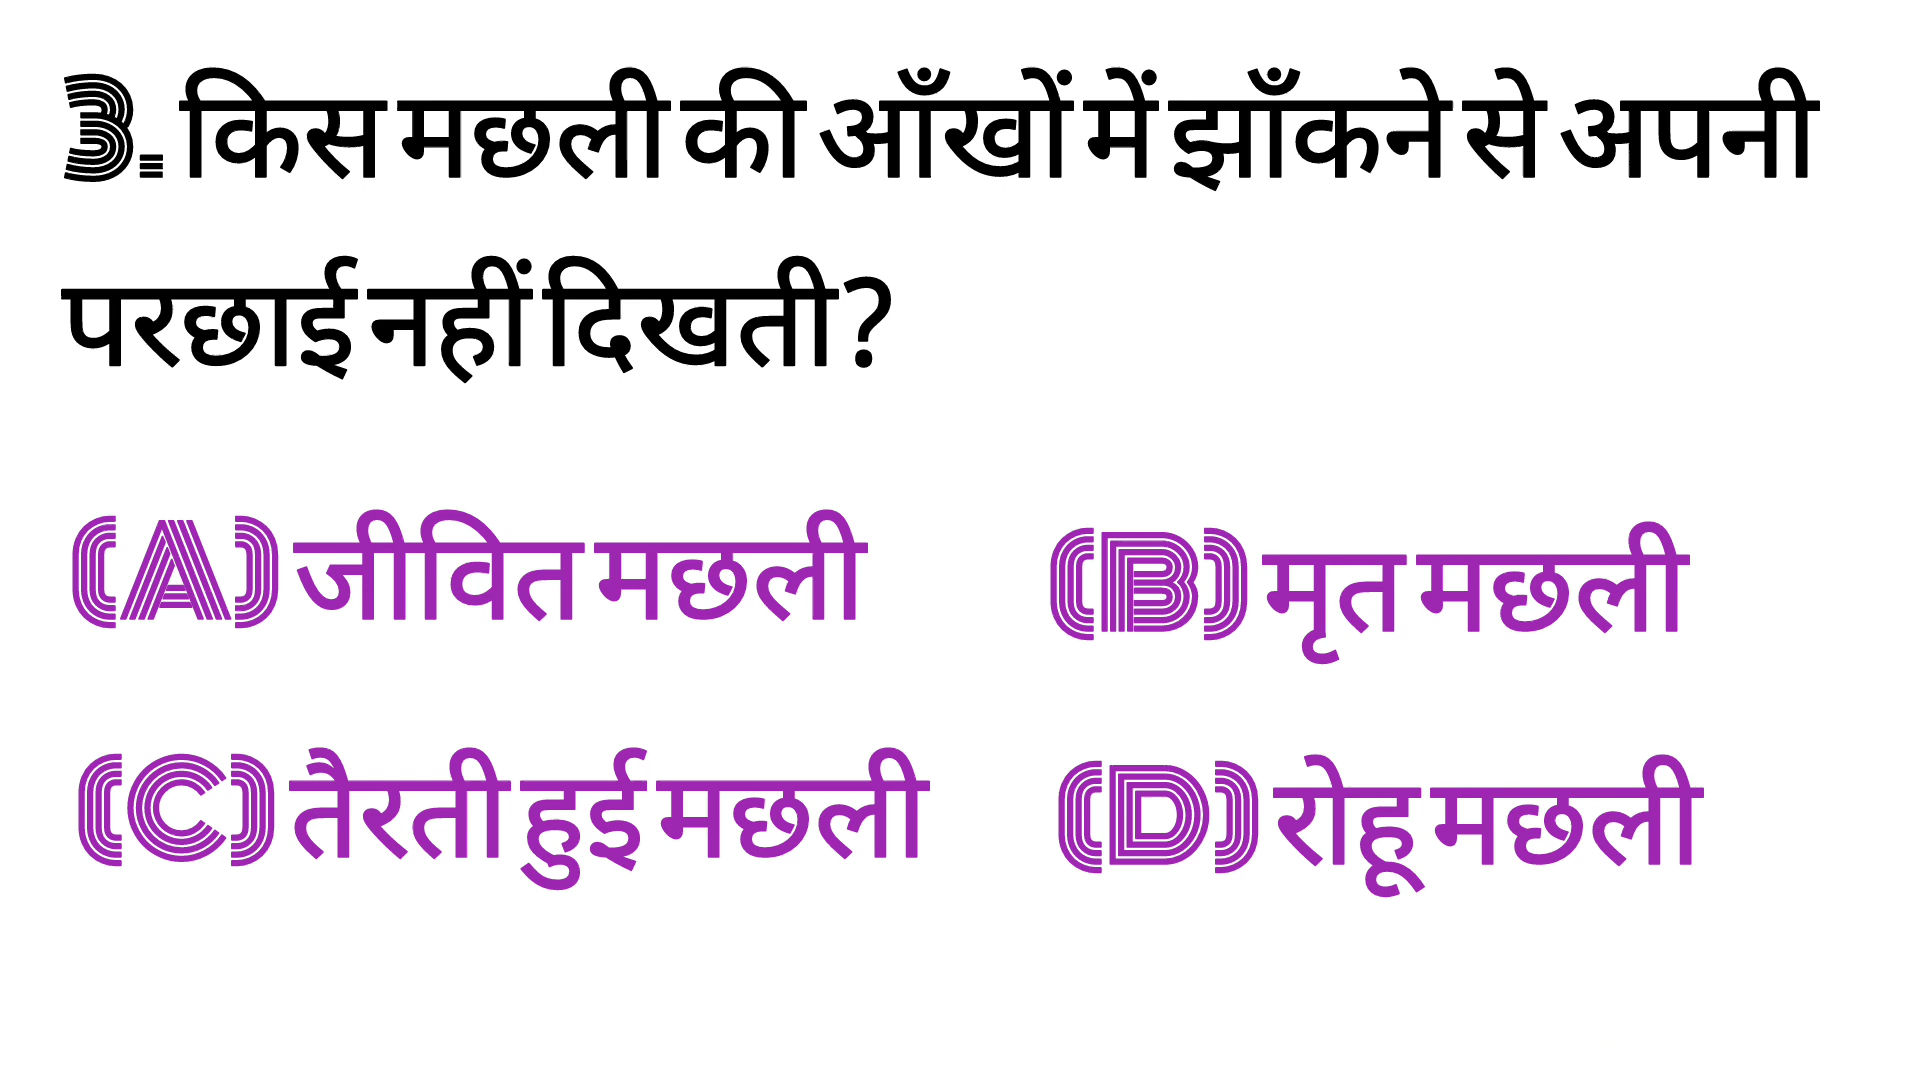 3. किस मछली की आँखों में झाँकने से अपनी
परछाई नहीं दिखती?
(A) जीवित मछली
(B) मृत मछली
(C) तैरती हुई मछली
(D) रोहू मछली